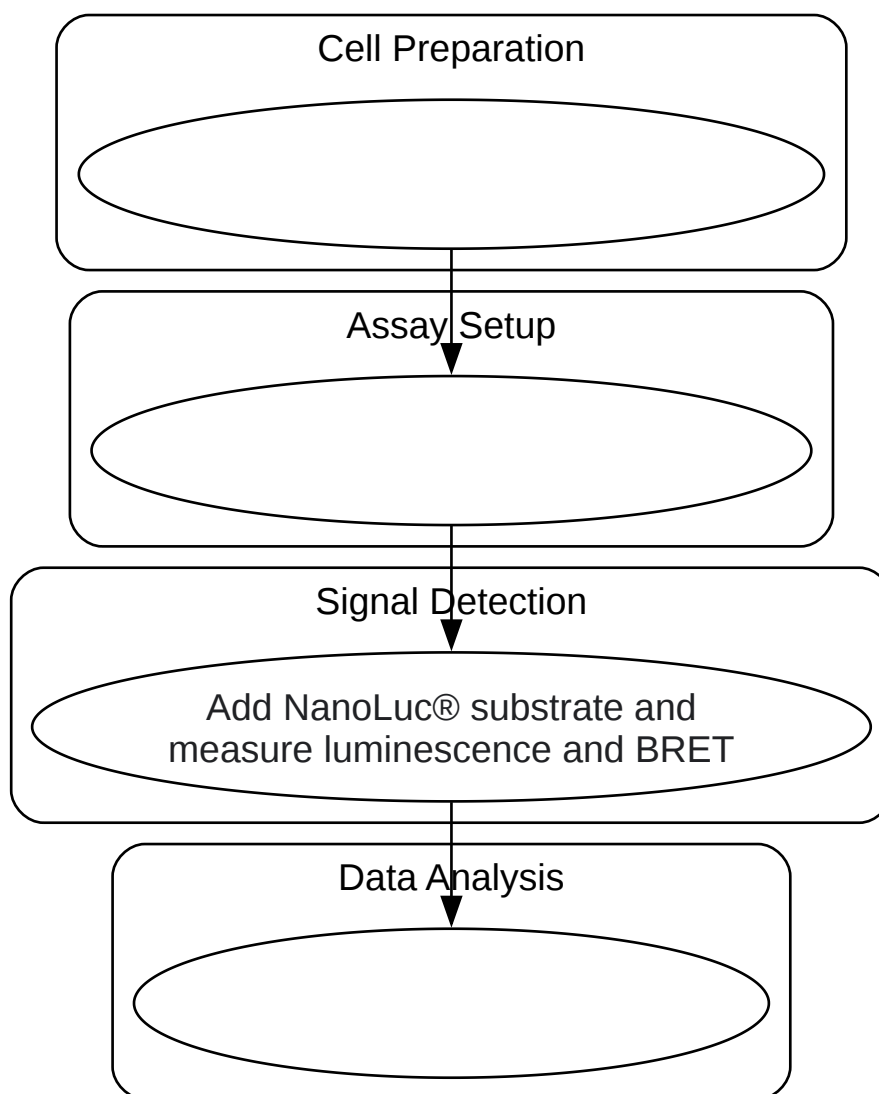 Cell Preparation
Assay Setup
Signal Detection
Add NanoLuc® substrate and
measure luminescence and BRET
Data Analysis